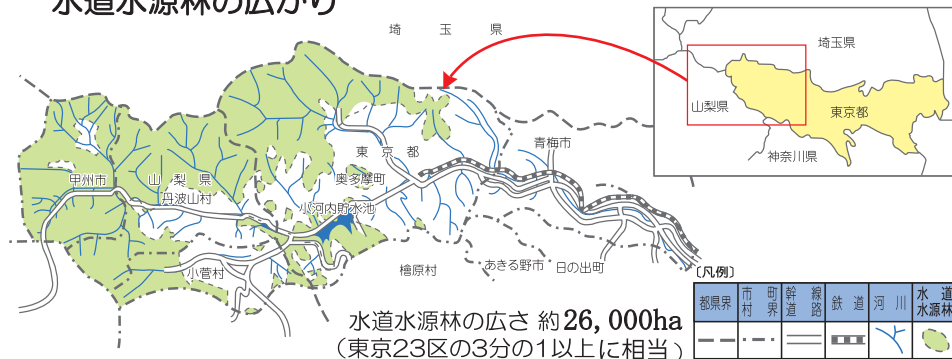 水道水源林の広がり
埼玉県
埼玉県
山梨県
東京都
神奈川県
青梅市
東京都
甲州市
山梨県
奥多摩町
丹波山村
小河内貯水池
小菅村
檜原村
あきる野市
日の出町
〔凡例〕
都県界
市町村界
幹線道路
鉄道
河川
水道水源林
水道水源林の広さ 約26,000ha
(東京23区の3分の1以上に相当)